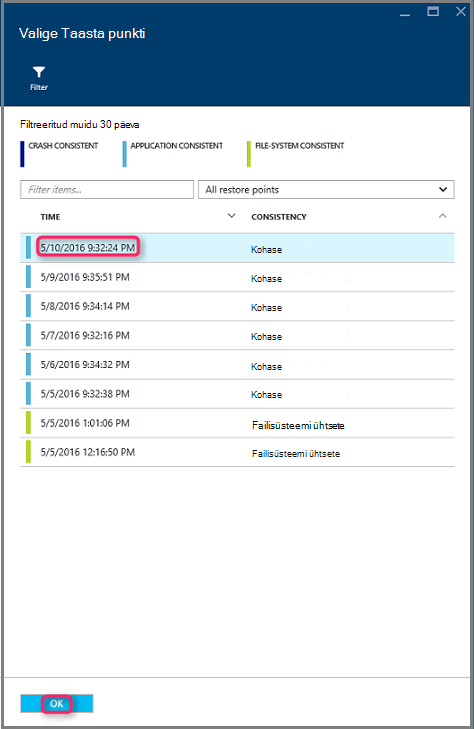 Valige Taasta punkti
Filter
Filtreeritud muidu 30 päeva
CRASH CONSISTENT APPLICATION CONSISTENT FILE-SYSTEM CONSISTENT
Filter items... All restore points
TIME CONSISTENCY
5/10/2016 9:32:24 PM Kohase
5/9/2016 9:35:51 PM Kohase
5/8/2016 9:34:14 PM Kohase
5/7/2016 9:32:16 PM Kohase
5/6/2016 9:34:32 PM Kohase
5/5/2016 9:32:38 PM Kohase
5/5/2016 1:01:06 PM Failisüsteemi ühtsete
5/5/2016 12:16:50 PM Failisüsteemi ühtsete
OK